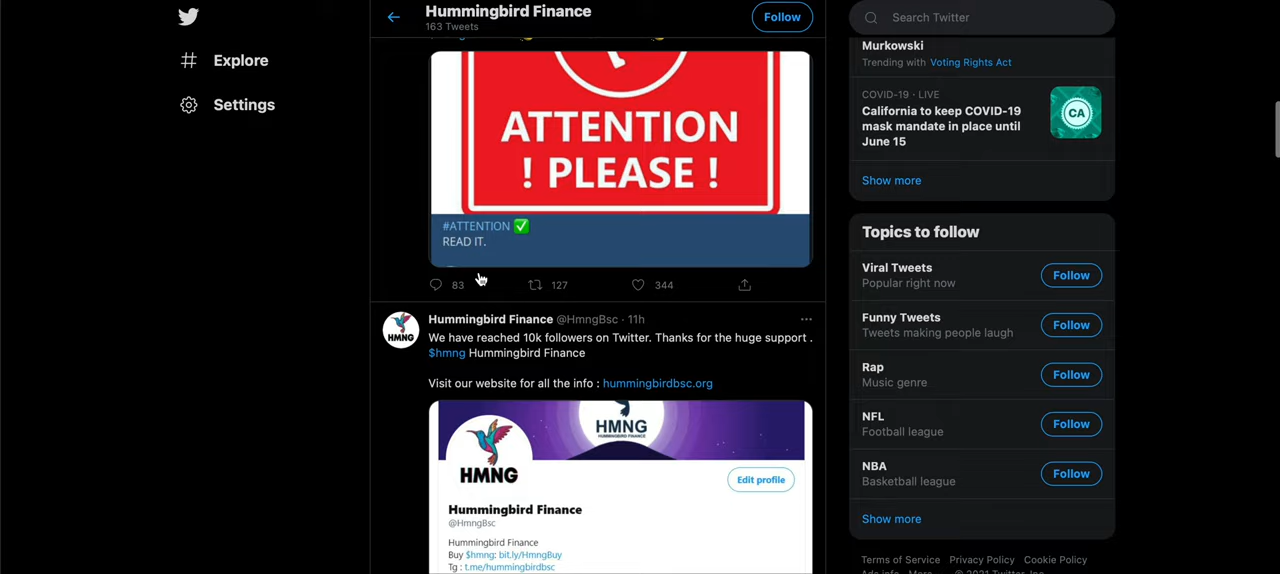 Explore
Settings
Hummingbird Finance
163 Tweets
Follow
ATTENTION
! PLEASE !
#ATTENTION ✅
READ IT.
83
127
344
HMNG
Hummingbird Finance @HmngBsc · 11h
We have reached 10k followers on Twitter. Thanks for the huge support .
$hmng Hummingbird Finance
Visit our website for all the info : hummingbirdbsc.org
HMNG
HUMMINGBIRD FINANCE
HMNG
Edit profile
Hummingbird Finance
@HmngBsc
Hummingbird Finance
Buy $hmng: bit.ly/HmngBuy
Tg : t.me/hummingbirdbsc
Search Twitter
Murkowski
Trending with Voting Rights Act
COVID-19 · LIVE
California to keep COVID-19
mask mandate in place until
June 15
CA
Show more
Topics to follow
Viral Tweets
Popular right now
Follow
Funny Tweets
Tweets making people laugh
Follow
Rap
Music genre
Follow
NFL
Football league
Follow
NBA
Basketball league
Follow
Show more
Terms of Service Privacy Policy Cookie Policy
Ads info More © 2021 Twitter, Inc.